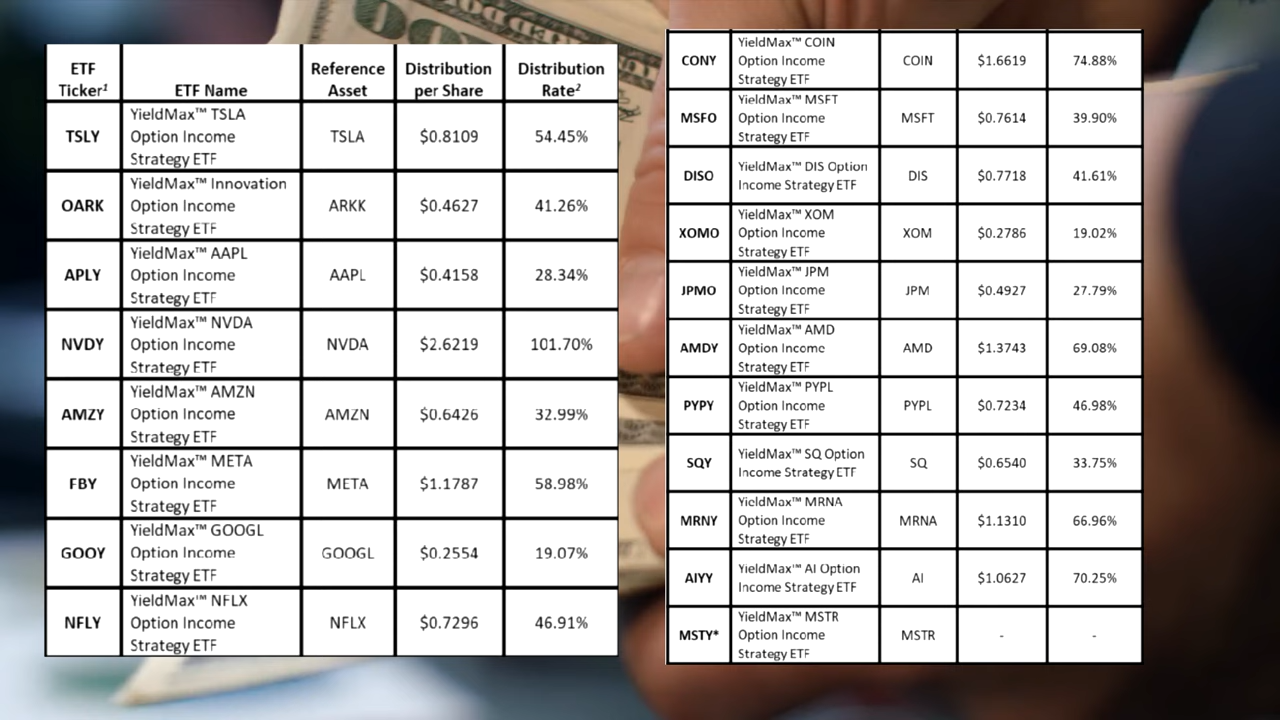 ETF
Ticker¹
ETF Name
Reference
Asset
Distribution
per Share
Distribution
Rate²
TSLY
YieldMax™ TSLA
Option Income
Strategy ETF
TSLA
$0.8109
54.45%
OARK
YieldMax™ Innovation
Option Income
Strategy ETF
ARKK
$0.4627
41.26%
APLY
YieldMax™ AAPL
Option Income
Strategy ETF
AAPL
$0.4158
28.34%
NVDY
YieldMax™ NVDA
Option Income
Strategy ETF
NVDA
$2.6219
101.70%
AMZY
YieldMax™ AMZN
Option Income
Strategy ETF
AMZN
$0.6426
32.99%
FBY
YieldMax™ META
Option Income
Strategy ETF
META
$1.1787
58.98%
GOOY
YieldMax™ GOOGL
Option Income
Strategy ETF
GOOGL
$0.2554
19.07%
NFLY
YieldMax™ NFLX
Option Income
Strategy ETF
NFLX
$0.7296
46.91%
CONY
YieldMax™ COIN
Option Income
Strategy ETF
COIN
$1.6619
74.88%
MSFO
YieldMax™ MSFT
Option Income
Strategy ETF
MSFT
$0.7614
39.90%
DISO
YieldMax™ DIS Option
Income Strategy ETF
DIS
$0.7718
41.61%
XOMO
YieldMax™ XOM
Option Income
Strategy ETF
XOM
$0.2786
19.02%
JPMO
YieldMax™ JPM
Option Income
Strategy ETF
JPM
$0.4927
27.79%
AMDY
YieldMax™ AMD
Option Income
Strategy ETF
AMD
$1.3743
69.08%
PYPY
YieldMax™ PYPL
Option Income
Strategy ETF
PYPL
$0.7234
46.98%
SQY
YieldMax™ SQ Option
Income Strategy ETF
SQ
$0.6540
33.75%
MRNY
YieldMax™ MRNA
Option Income
Strategy ETF
MRNA
$1.1310
66.96%
AIYY
YieldMax™ AI Option
Income Strategy ETF
AI
$1.0627
70.25%
MSTY*
YieldMax™ MSTR
Option Income
Strategy ETF
MSTR
-
-